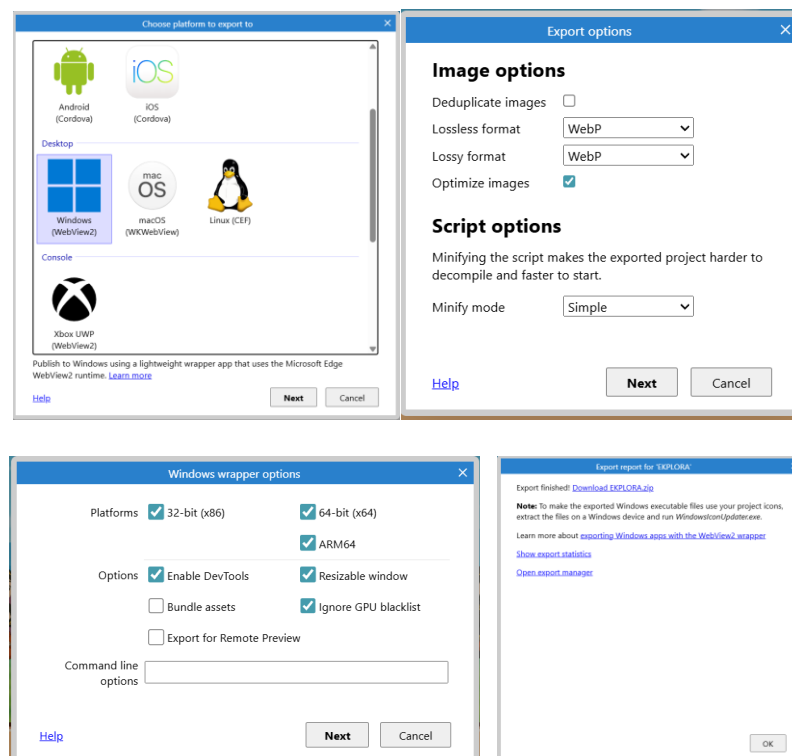 Choose platform to export to
iOS
Android
(Cordova)
iOS
(Cordova)
Desktop
mac
OS
Windows
(WebView2)
macOS
(WKWebView)
Linux (CEF)
Console
Xbox UWP
(WebView2)
Publish to Windows using a lightweight wrapper app that uses the Microsoft Edge
WebView2 runtime. Learn more
Help
Next
Cancel
Export options
Image options
Deduplicate images
Lossless format
WebP
Lossy format
WebP
Optimize images
Script options
Minifying the script makes the exported project harder to
decompile and faster to start.
Minify mode
Simple
Help
Next
Cancel
Windows wrapper options
Platforms
32-bit (x86)
64-bit (x64)
ARM64
Options
Enable DevTools
Resizable window
Bundle assets
Ignore GPU blacklist
Export for Remote Preview
Command line
options
Help
Next
Cancel
Export report for 'EKPLORA'
Export finished! Download EKPLORA.zip
Note: To make the exported Windows executable files use your project icons,
extract the files on a Windows device and run WindowsIconUpdater.exe.
Learn more about exporting Windows apps with the WebView2 wrapper
Show export statistics
Open export manager
OK